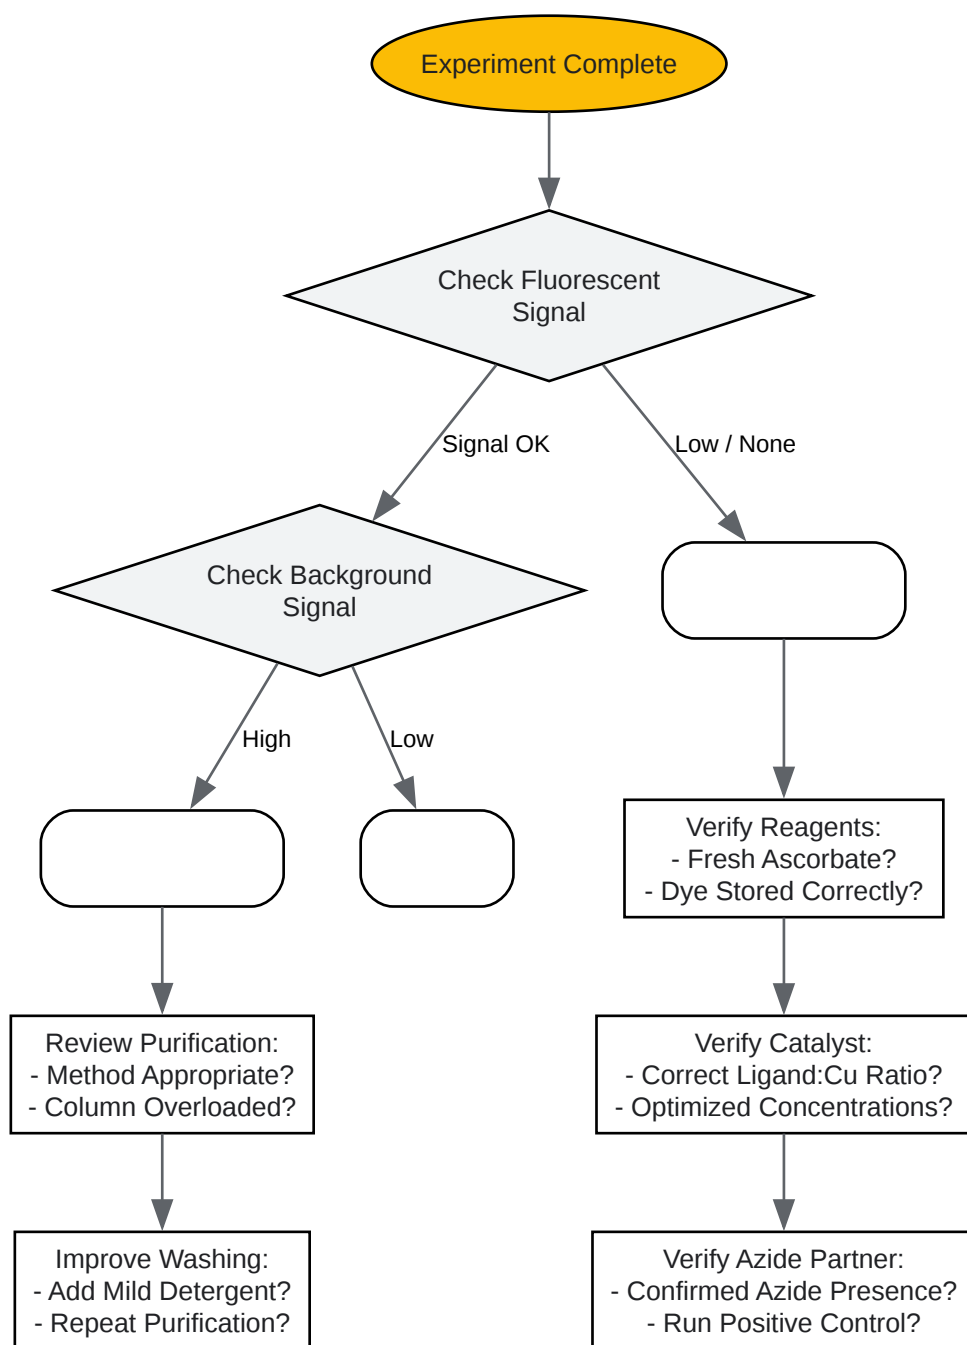 Experiment Complete
Check Fluorescent
Signal
Signal OK
Low / None
Check Background
Signal
High
Low
Verify Reagents:
- Fresh Ascorbate?
- Dye Stored Correctly?
Review Purification:
- Method Appropriate?
- Column Overloaded?
Verify Catalyst:
- Correct Ligand:Cu Ratio?
- Optimized Concentrations?
Improve Washing:
- Add Mild Detergent?
- Repeat Purification?
Verify Azide Partner:
- Confirmed Azide Presence?
- Run Positive Control?